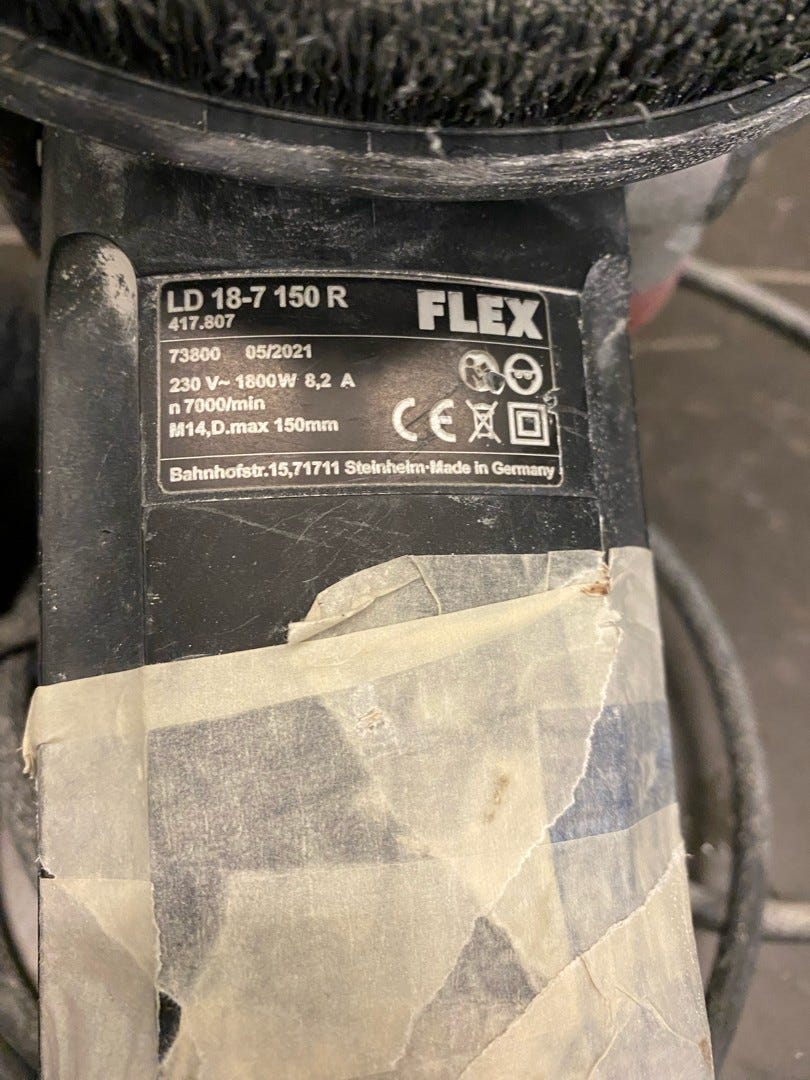 LD 18-7 150 R
FLEX
417.807
73800 05/2021
230 V~ 1800W 8,2 A
n 7000/min
M14,D.max 150mm
CE
Bahnhofstr.15,71711 Steinheim-Made in Germany